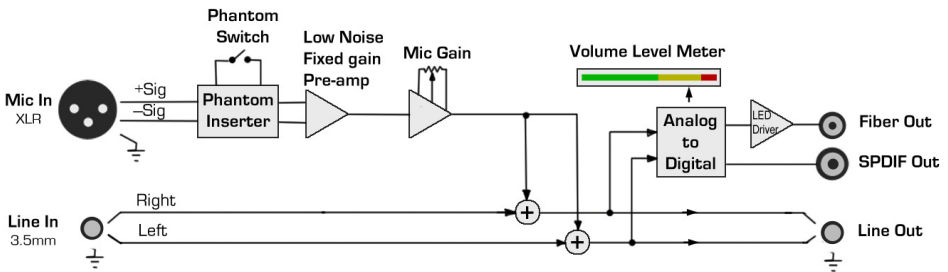 Phantom
Switch
Low Noise
Fixed gain
Pre-amp
Mic Gain
Volume Level Meter
Mic In
XLR
+Sig
–Sig
Phantom
Inserter
Analog
to
Digital
LED
Driver
Fiber Out
SPDIF Out
Right
Left
Line In
3.5mm
+
+
Line Out